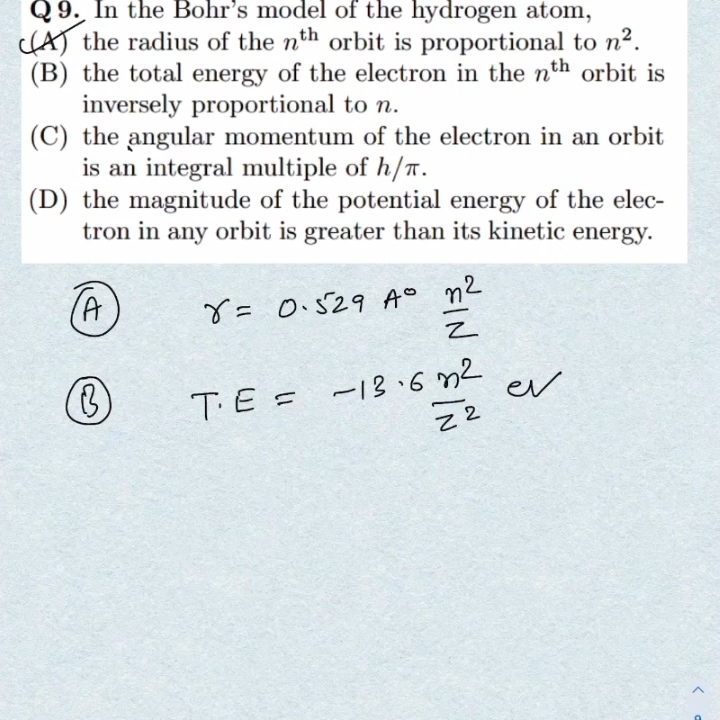 Q 9. In the Bohr's model of the hydrogen atom,
(A) the radius of the nᵗʰ orbit is proportional to n².
(B) the total energy of the electron in the nᵗʰ orbit is
inversely proportional to n.
(C) the angular momentum of the electron in an orbit
is an integral multiple of h/π.
(D) the magnitude of the potential energy of the elec-
tron in any orbit is greater than its kinetic energy.
(A) r = 0.529 A° n²/Z
(B) T.E = -13.6 n²/Z² eV